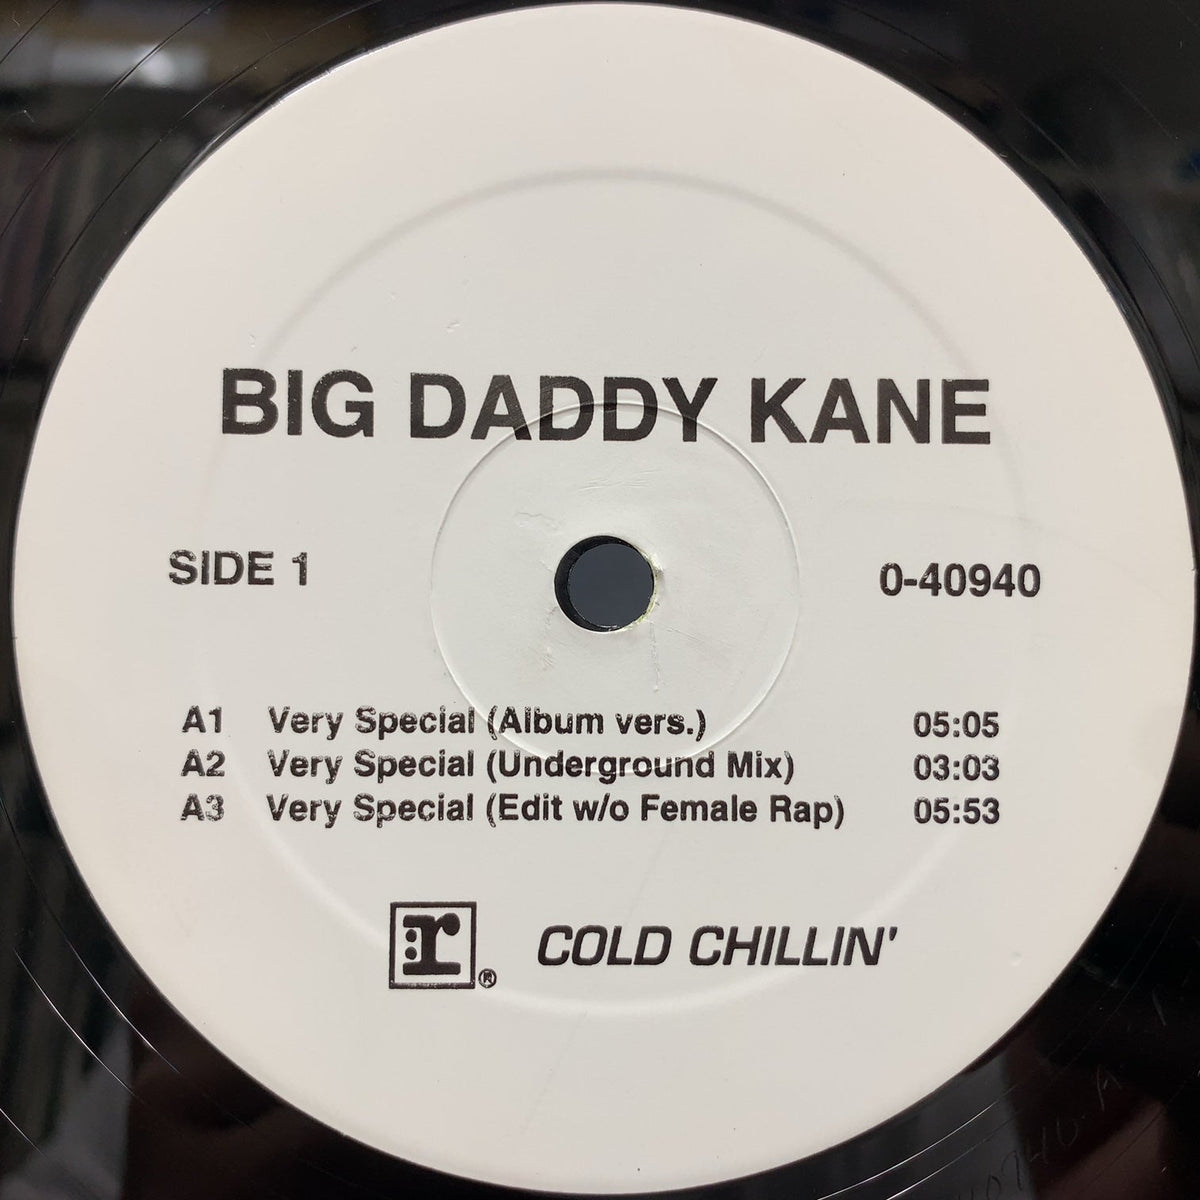 BIG DADDY KANE
SIDE 1
0-40940
A1 Very Special (Album vers.) 05:05
A2 Very Special (Underground Mix) 03:03
A3 Very Special (Edit w/o Female Rap) 05:53
r ® COLD CHILLIN'